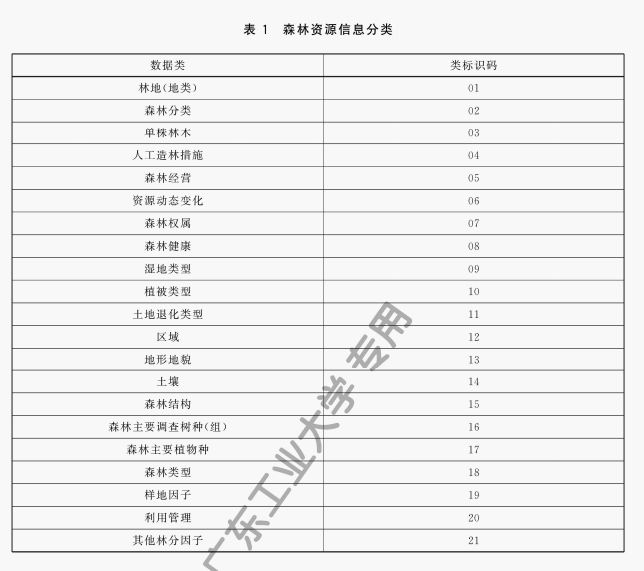 表 1 森林资源信息分类
数据类 类标识码
林地(地类) 01
森林分类 02
单株林木 03
人工造林措施 04
森林经营 05
资源动态变化 06
森林权属 07
森林健康 08
湿地类型 09
植被类型 10
土地退化类型 11
区域 12
地形地貌 13
土壤 14
森林结构 15
森林主要调查树种(组) 16
森林主要植物种 17
森林类型 18
样地因子 19
利用管理 20
其他林分因子 21
广东工业大学 专用